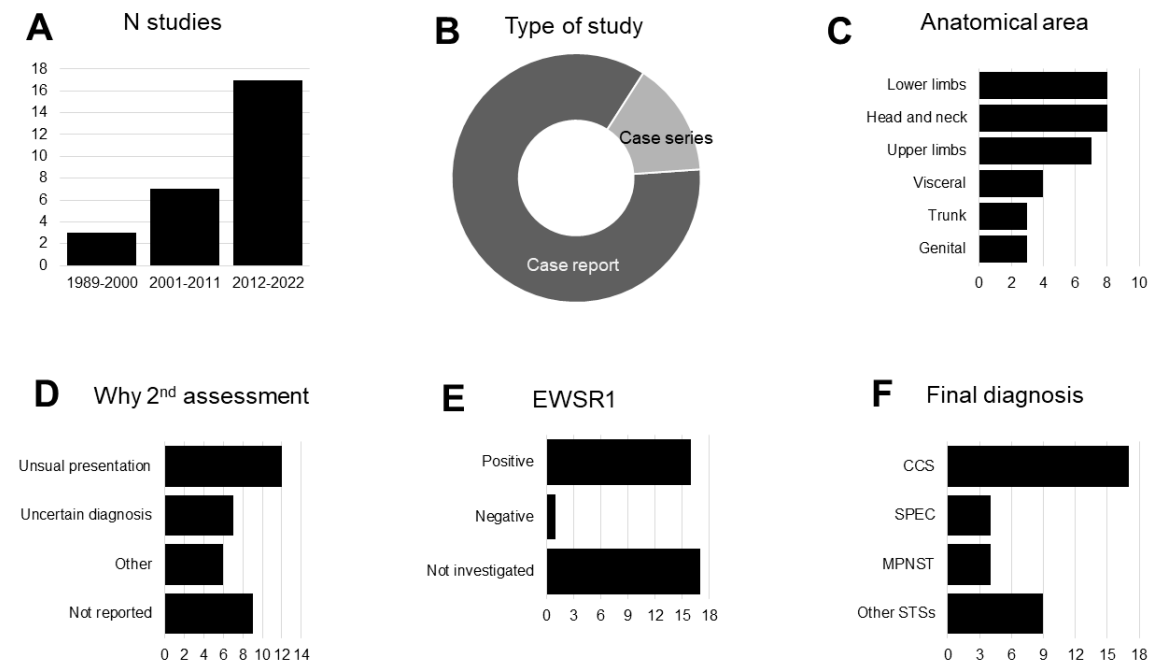 A
N studies
18
16
14
12
10
8
6
4
2
0
1989-2000 2001-2011 2012-2022
B
Type of study
Case series
Case report
C
Anatomical area
Lower limbs
Head and neck
Upper limbs
Visceral
Trunk
Genital
0 2 4 6 8 10
D
Why 2nd assessment
Unsual presentation
Uncertain diagnosis
Other
Not reported
0 2 4 6 8 10 12 14
E
EWSR1
Positive
Negative
Not investigated
0 3 6 9 12 15 18
F
Final diagnosis
CCS
SPEC
MPNST
Other STSs
0 3 6 9 12 15 18